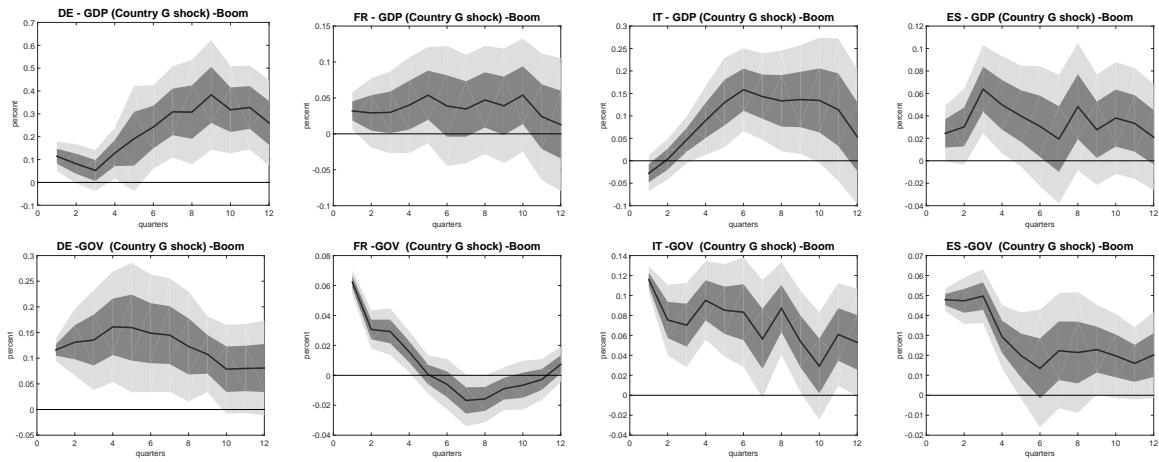 DE - GDP (Country G shock) -Boom
0.7
0.6
0.5
0.4
0.3
0.2
0.1
0
-0.1
percent
0 2 4 6 8 10 12
quarters
FR - GDP (Country G shock) -Boom
0.15
0.1
0.05
0
-0.05
-0.1
percent
0 2 4 6 8 10 12
quarters
IT - GDP (Country G shock) -Boom
0.3
0.25
0.2
0.15
0.1
0.05
0
-0.05
-0.1
percent
0 2 4 6 8 10 12
quarters
ES - GDP (Country G shock) -Boom
0.12
0.1
0.08
0.06
0.04
0.02
0
-0.02
-0.04
percent
0 2 4 6 8 10 12
quarters
DE -GOV (Country G shock) -Boom
0.3
0.25
0.2
0.15
0.1
0.05
0
-0.05
percent
0 2 4 6 8 10 12
quarters
FR -GOV (Country G shock) -Boom
0.08
0.06
0.04
0.02
0
-0.02
-0.04
percent
0 2 4 6 8 10 12
quarters
IT -GOV (Country G shock) -Boom
0.14
0.12
0.1
0.08
0.06
0.04
0.02
0
-0.02
-0.04
percent
0 2 4 6 8 10 12
quarters
ES -GOV (Country G shock) -Boom
0.07
0.06
0.05
0.04
0.03
0.02
0.01
0
-0.01
-0.02
percent
0 2 4 6 8 10 12
quarters